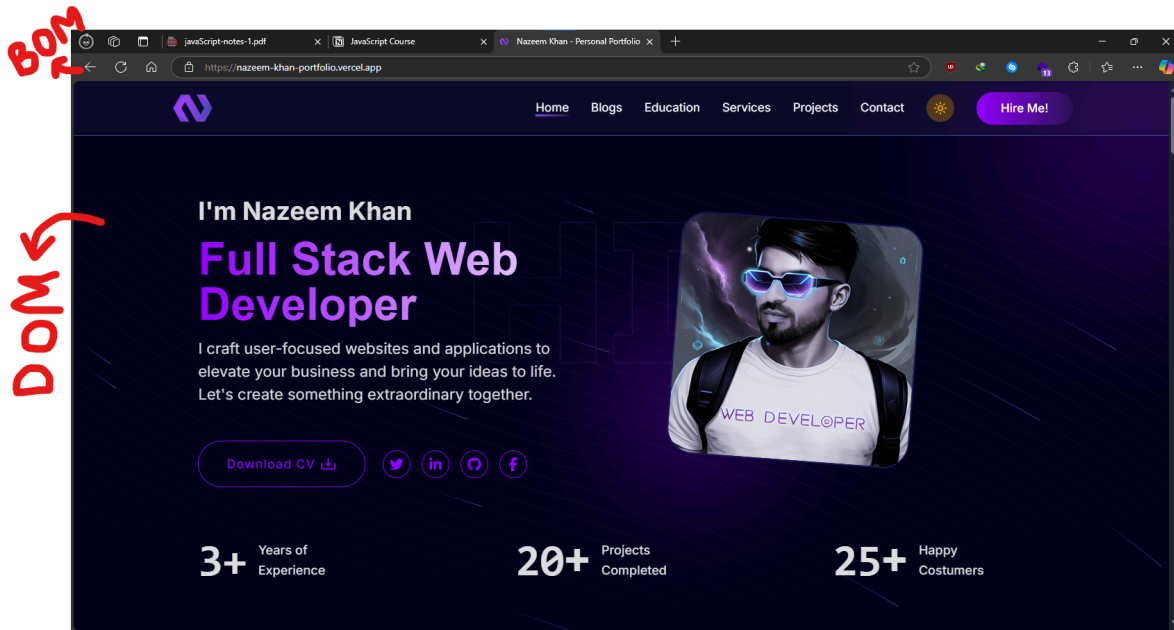 BOM
javaScript-notes-1.pdf
JavaScript Course
Nazeem Khan - Personal Portfolio
https://nazeem-khan-portfolio.vercel.app
UD
13
Home
Blogs
Education
Services
Projects
Contact
Hire Me!
DOM
I'm Nazeem Khan
Full Stack Web
Developer
I craft user-focused websites and applications to
elevate your business and bring your ideas to life.
Let's create something extraordinary together.
WEB DEVELOPER
Download CV
3+
Years of
Experience
20+
Projects
Completed
25+
Happy
Costumers